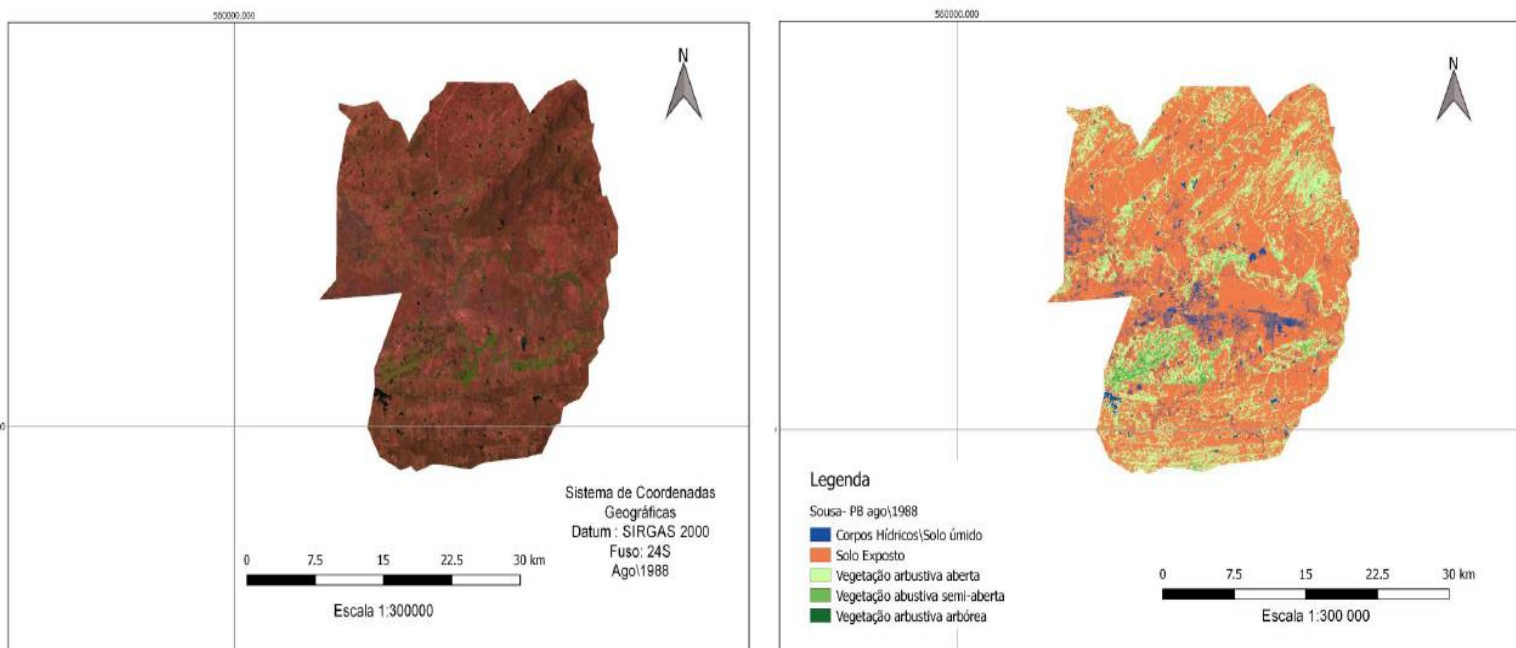 560000.000
N
Sistema de Coordenadas
Geográficas
Datum : SIRGAS 2000
Fuso: 24S
Ago\1988
0 7.5 15 22.5 30 km
Escala 1:300000
560000.000
N
Legenda
Sousa- PB ago\1988
Corpos Hídricos\Solo úmido
Solo Exposto
Vegetação arbustiva aberta
Vegetação abustiva semi-aberta
Vegetação arbustiva arbórea
0 7.5 15 22.5 30 km
Escala 1:300 000